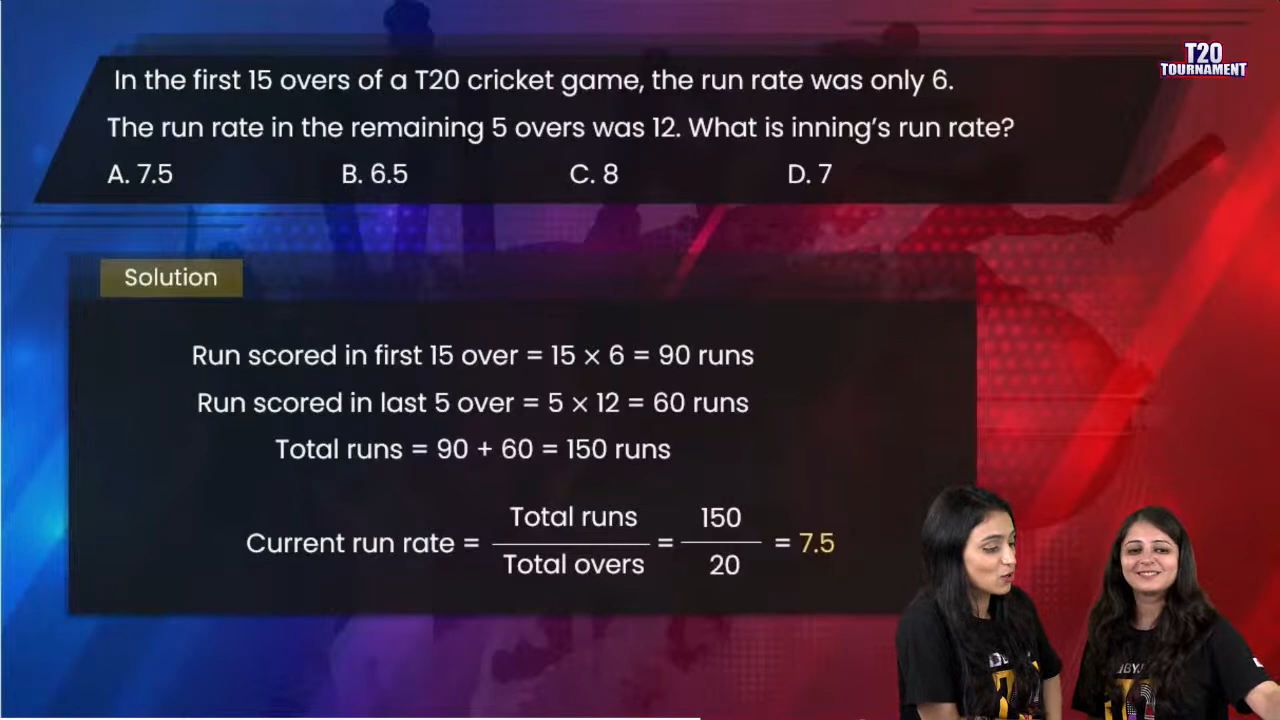 T20
TOURNAMENT
In the first 15 overs of a T20 cricket game, the run rate was only 6.
The run rate in the remaining 5 overs was 12. What is inning's run rate?
A. 7.5 B. 6.5 C. 8 D. 7
Solution
Run scored in first 15 over = 15 × 6 = 90 runs
Run scored in last 5 over = 5 × 12 = 60 runs
Total runs = 90 + 60 = 150 runs
Total runs 150
Current run rate = = = 7.5
Total overs 20